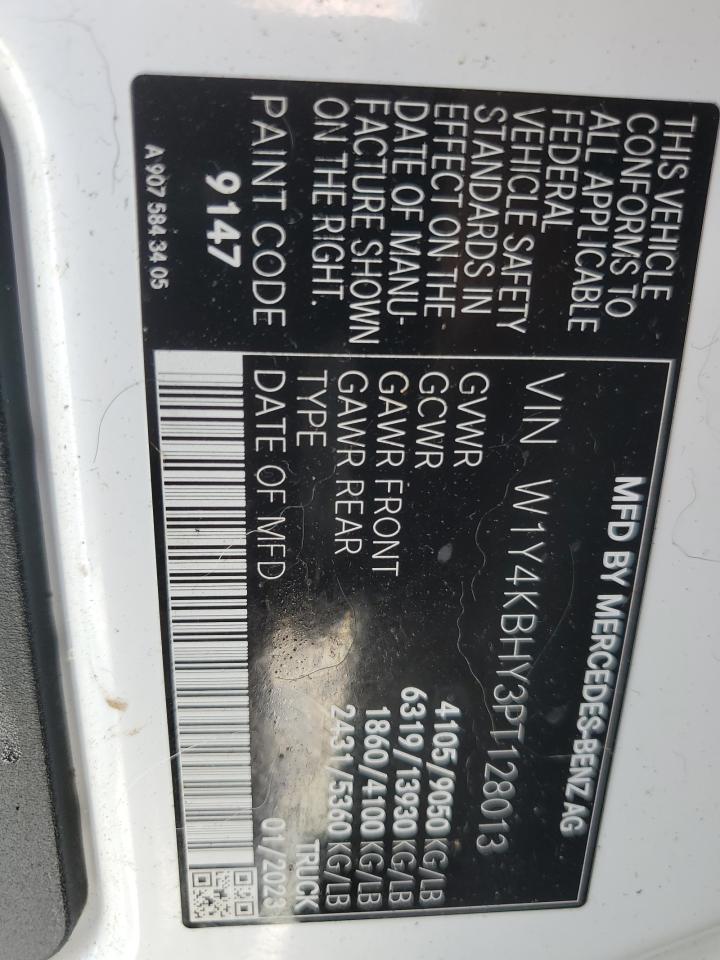 THIS VEHICLE
CONFORMS TO
ALL APPLICABLE
FEDERAL
VEHICLE SAFETY
STANDARDS IN
EFFECT ON THE
DATE OF MANU-
FACTURE SHOWN
ON THE RIGHT.
PAINT CODE
9147
A 907 584 34 05
MFD BY MERCEDES-BENZ AG
VIN W1Y4KBHY3PT128013
GVWR 4105/9050 KG/LB
GCWR 6319/13930 KG/LB
GAWR FRONT 1860/4100 KG/LB
GAWR REAR 2431/5360 KG/LB
TYPE TRUCK
DATE OF MFD 01/2023